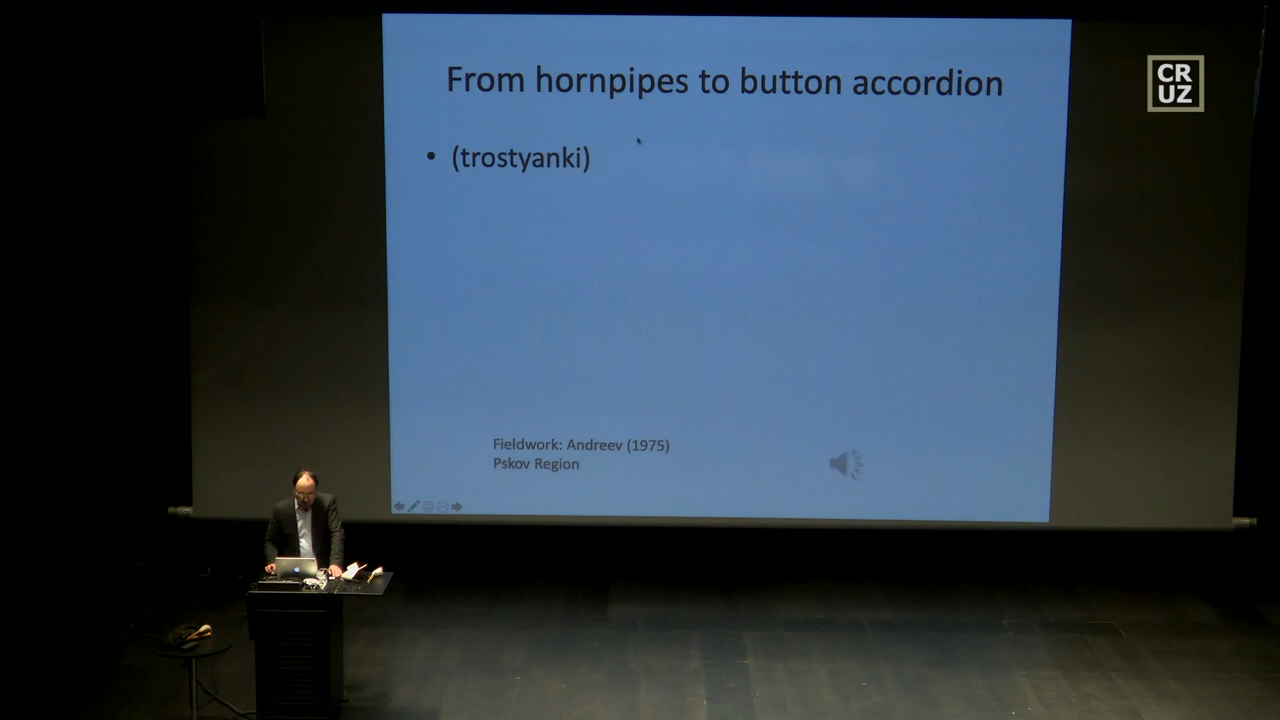 From hornpipes to button accordion
CR
UZ
• (trostyanki)
Fieldwork: Andreev (1975)
Pskov Region